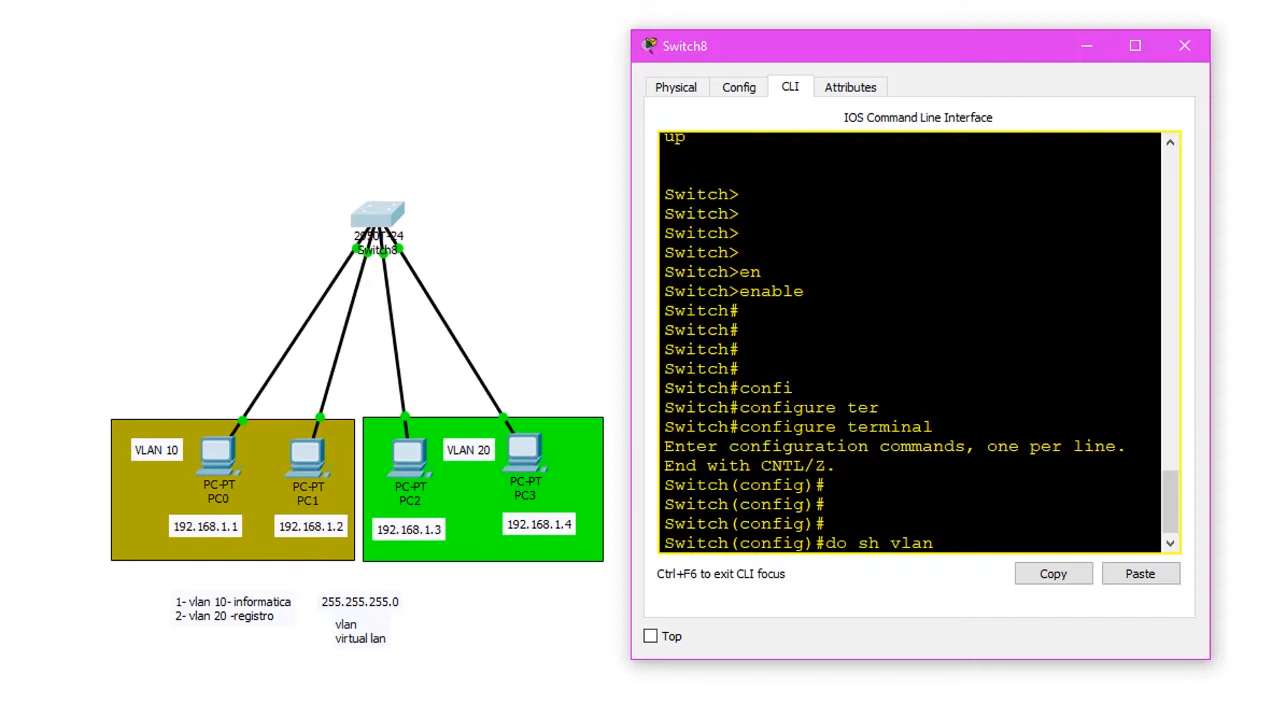 2950T-24
Switch8
VLAN 10
PC-PT
PC0
192.168.1.1
PC-PT
PC1
192.168.1.2
VLAN 20
PC-PT
PC2
192.168.1.3
PC-PT
PC3
192.168.1.4
1- vlan 10- informatica
2- vlan 20 -registro
255.255.255.0
vlan
virtual lan
Switch8
Physical
Config
CLI
Attributes
IOS Command Line Interface
up
Switch>
Switch>
Switch>
Switch>
Switch>en
Switch>enable
Switch#
Switch#
Switch#
Switch#
Switch#confi
Switch#configure ter
Switch#configure terminal
Enter configuration commands, one per line.
End with CNTL/Z.
Switch(config)#
Switch(config)#
Switch(config)#
Switch(config)#do sh vlan
Ctrl+F6 to exit CLI focus
Copy
Paste
Top